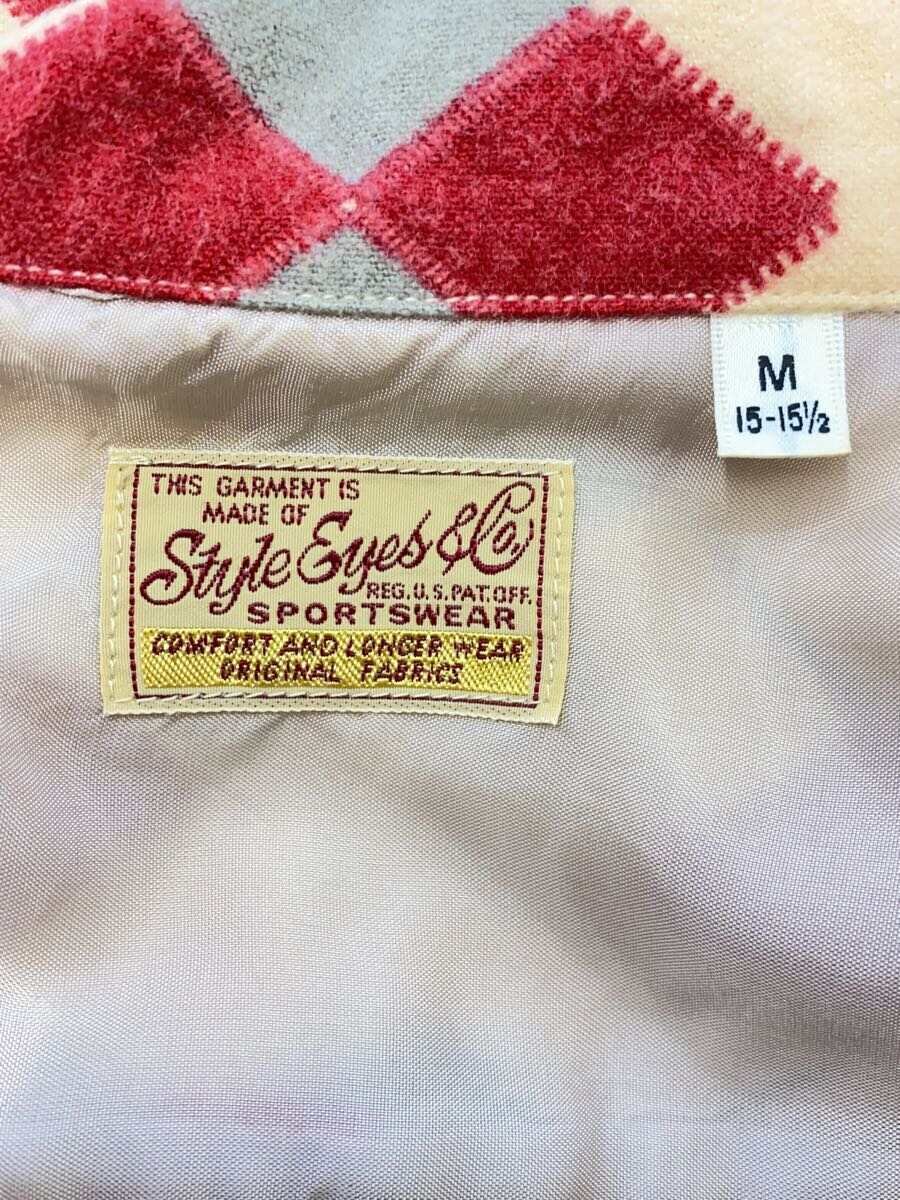 M
15-15½
THIS GARMENT IS
MADE OF
Style Eyes & Co
REG. U.S. PAT. OFF.
SPORTSWEAR
COMFORT AND LONGER WEAR
ORIGINAL FABRICS